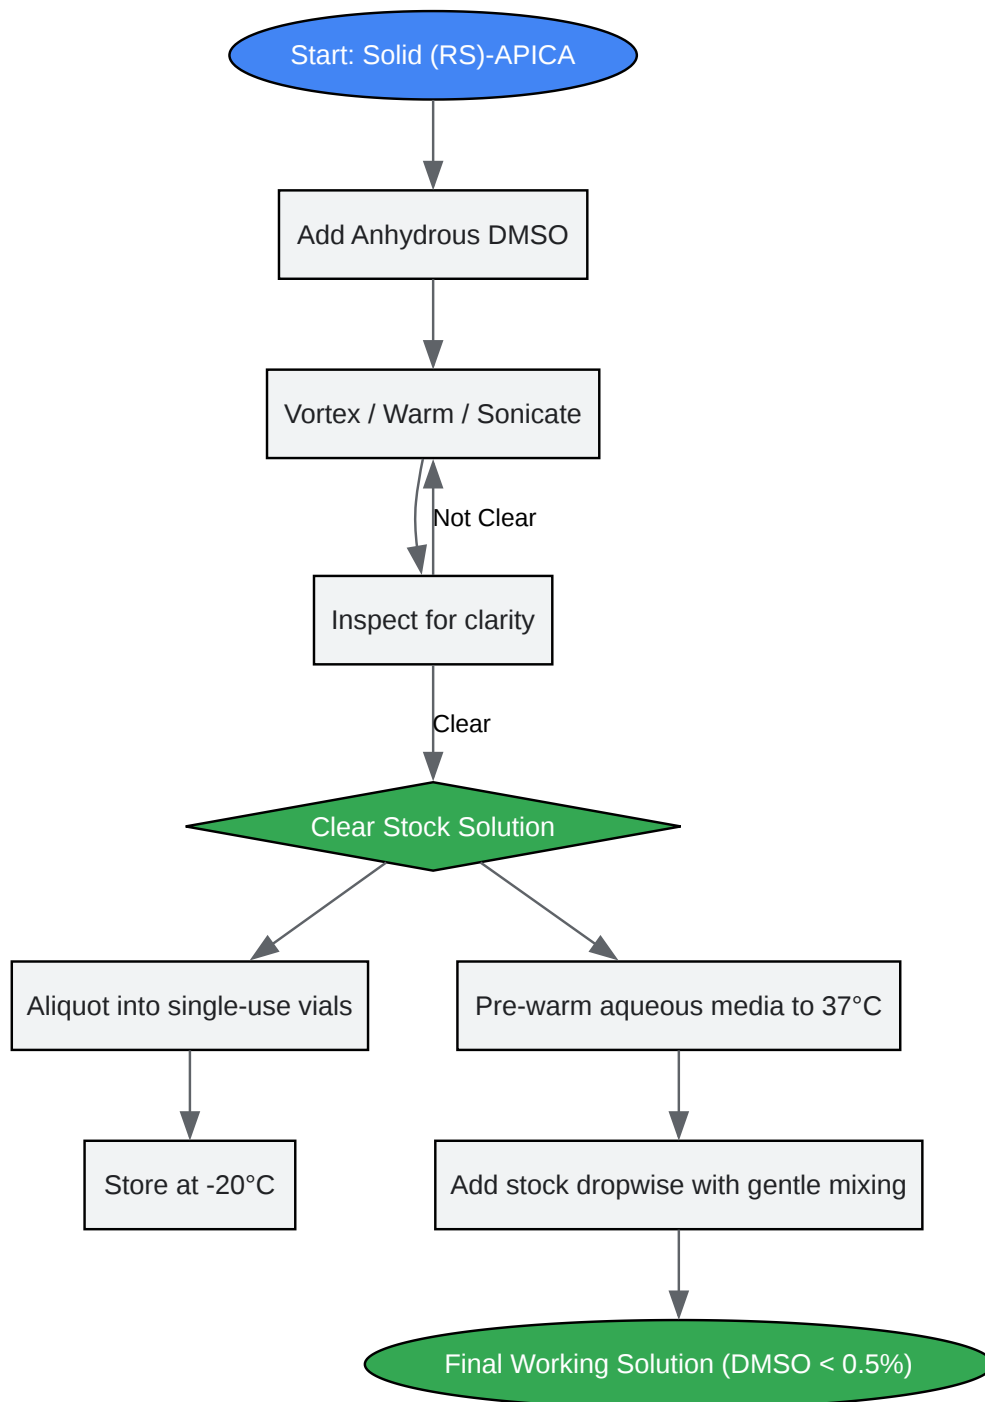 Start: Solid (RS)-APICA
Add Anhydrous DMSO
Vortex / Warm / Sonicate
Not Clear
Inspect for clarity
Clear
Clear Stock Solution
Aliquot into single-use vials
Pre-warm aqueous media to 37°C
Store at -20°C
Add stock dropwise with gentle mixing
Final Working Solution (DMSO < 0.5%)